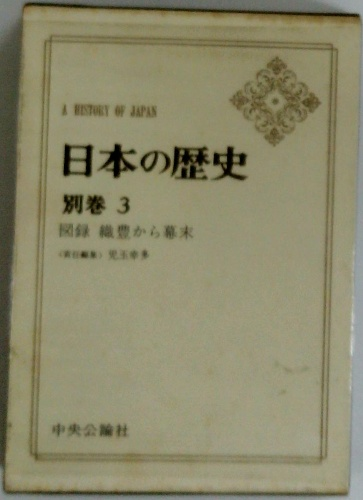 A HISTORY OF JAPAN
日本の歴史
別巻 3
図録 織豊から幕末
〈責任編集〉 児玉幸多
中央公論社